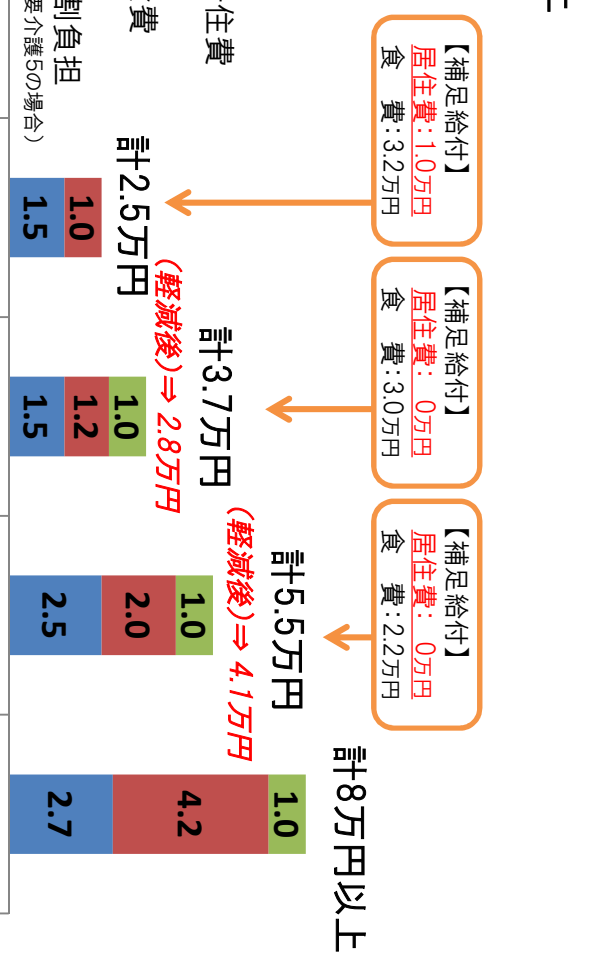 【補足給付】
居住費:1.0万円
食　費:3.2万円
【補足給付】
居住費:　0万円
食　費:3.0万円
【補足給付】
居住費:　0万円
食　費:2.2万円
計8万円以上
計5.5万円
(軽減後)⇒ 4.1万円
計3.7万円
(軽減後)⇒ 2.8万円
計2.5万円
住費
費
割負担
要介護5の場合)
1.0
1.5
1.0
1.2
1.5
1.0
2.0
2.5
1.0
4.2
2.7